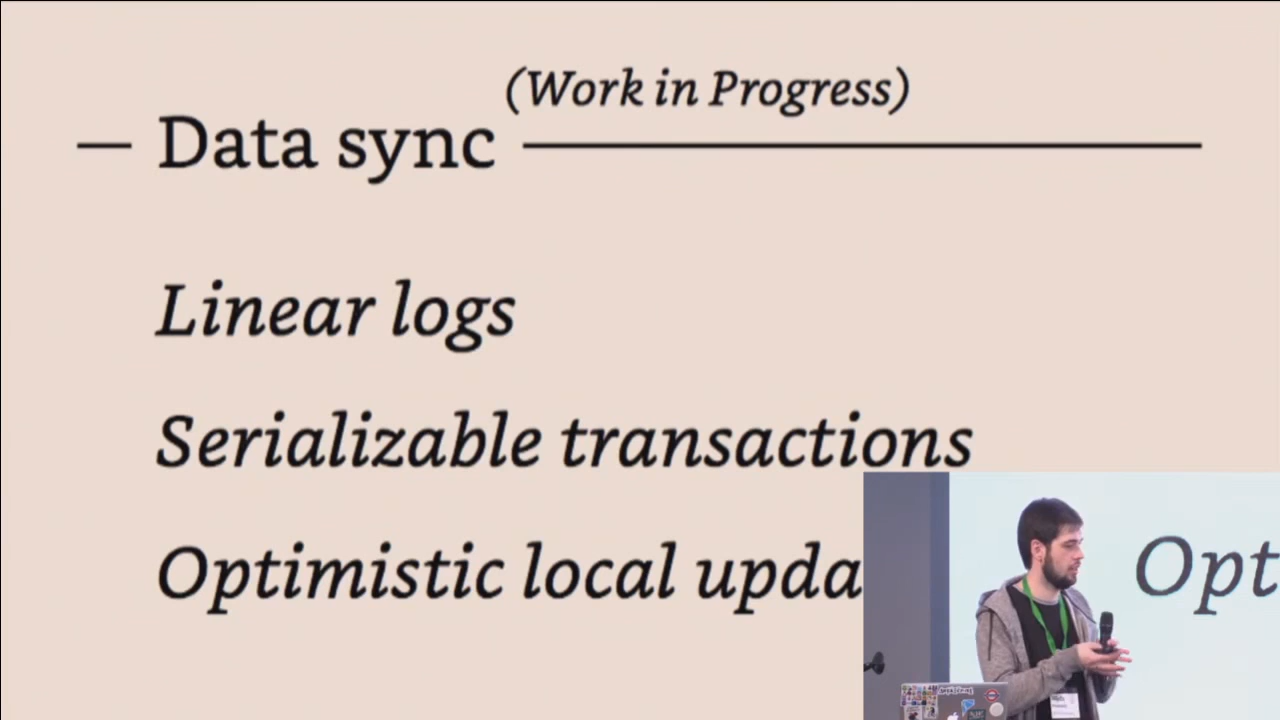 (Work in Progress)
Data sync
Linear logs
Serializable transactions
Optimistic local upda
Opt